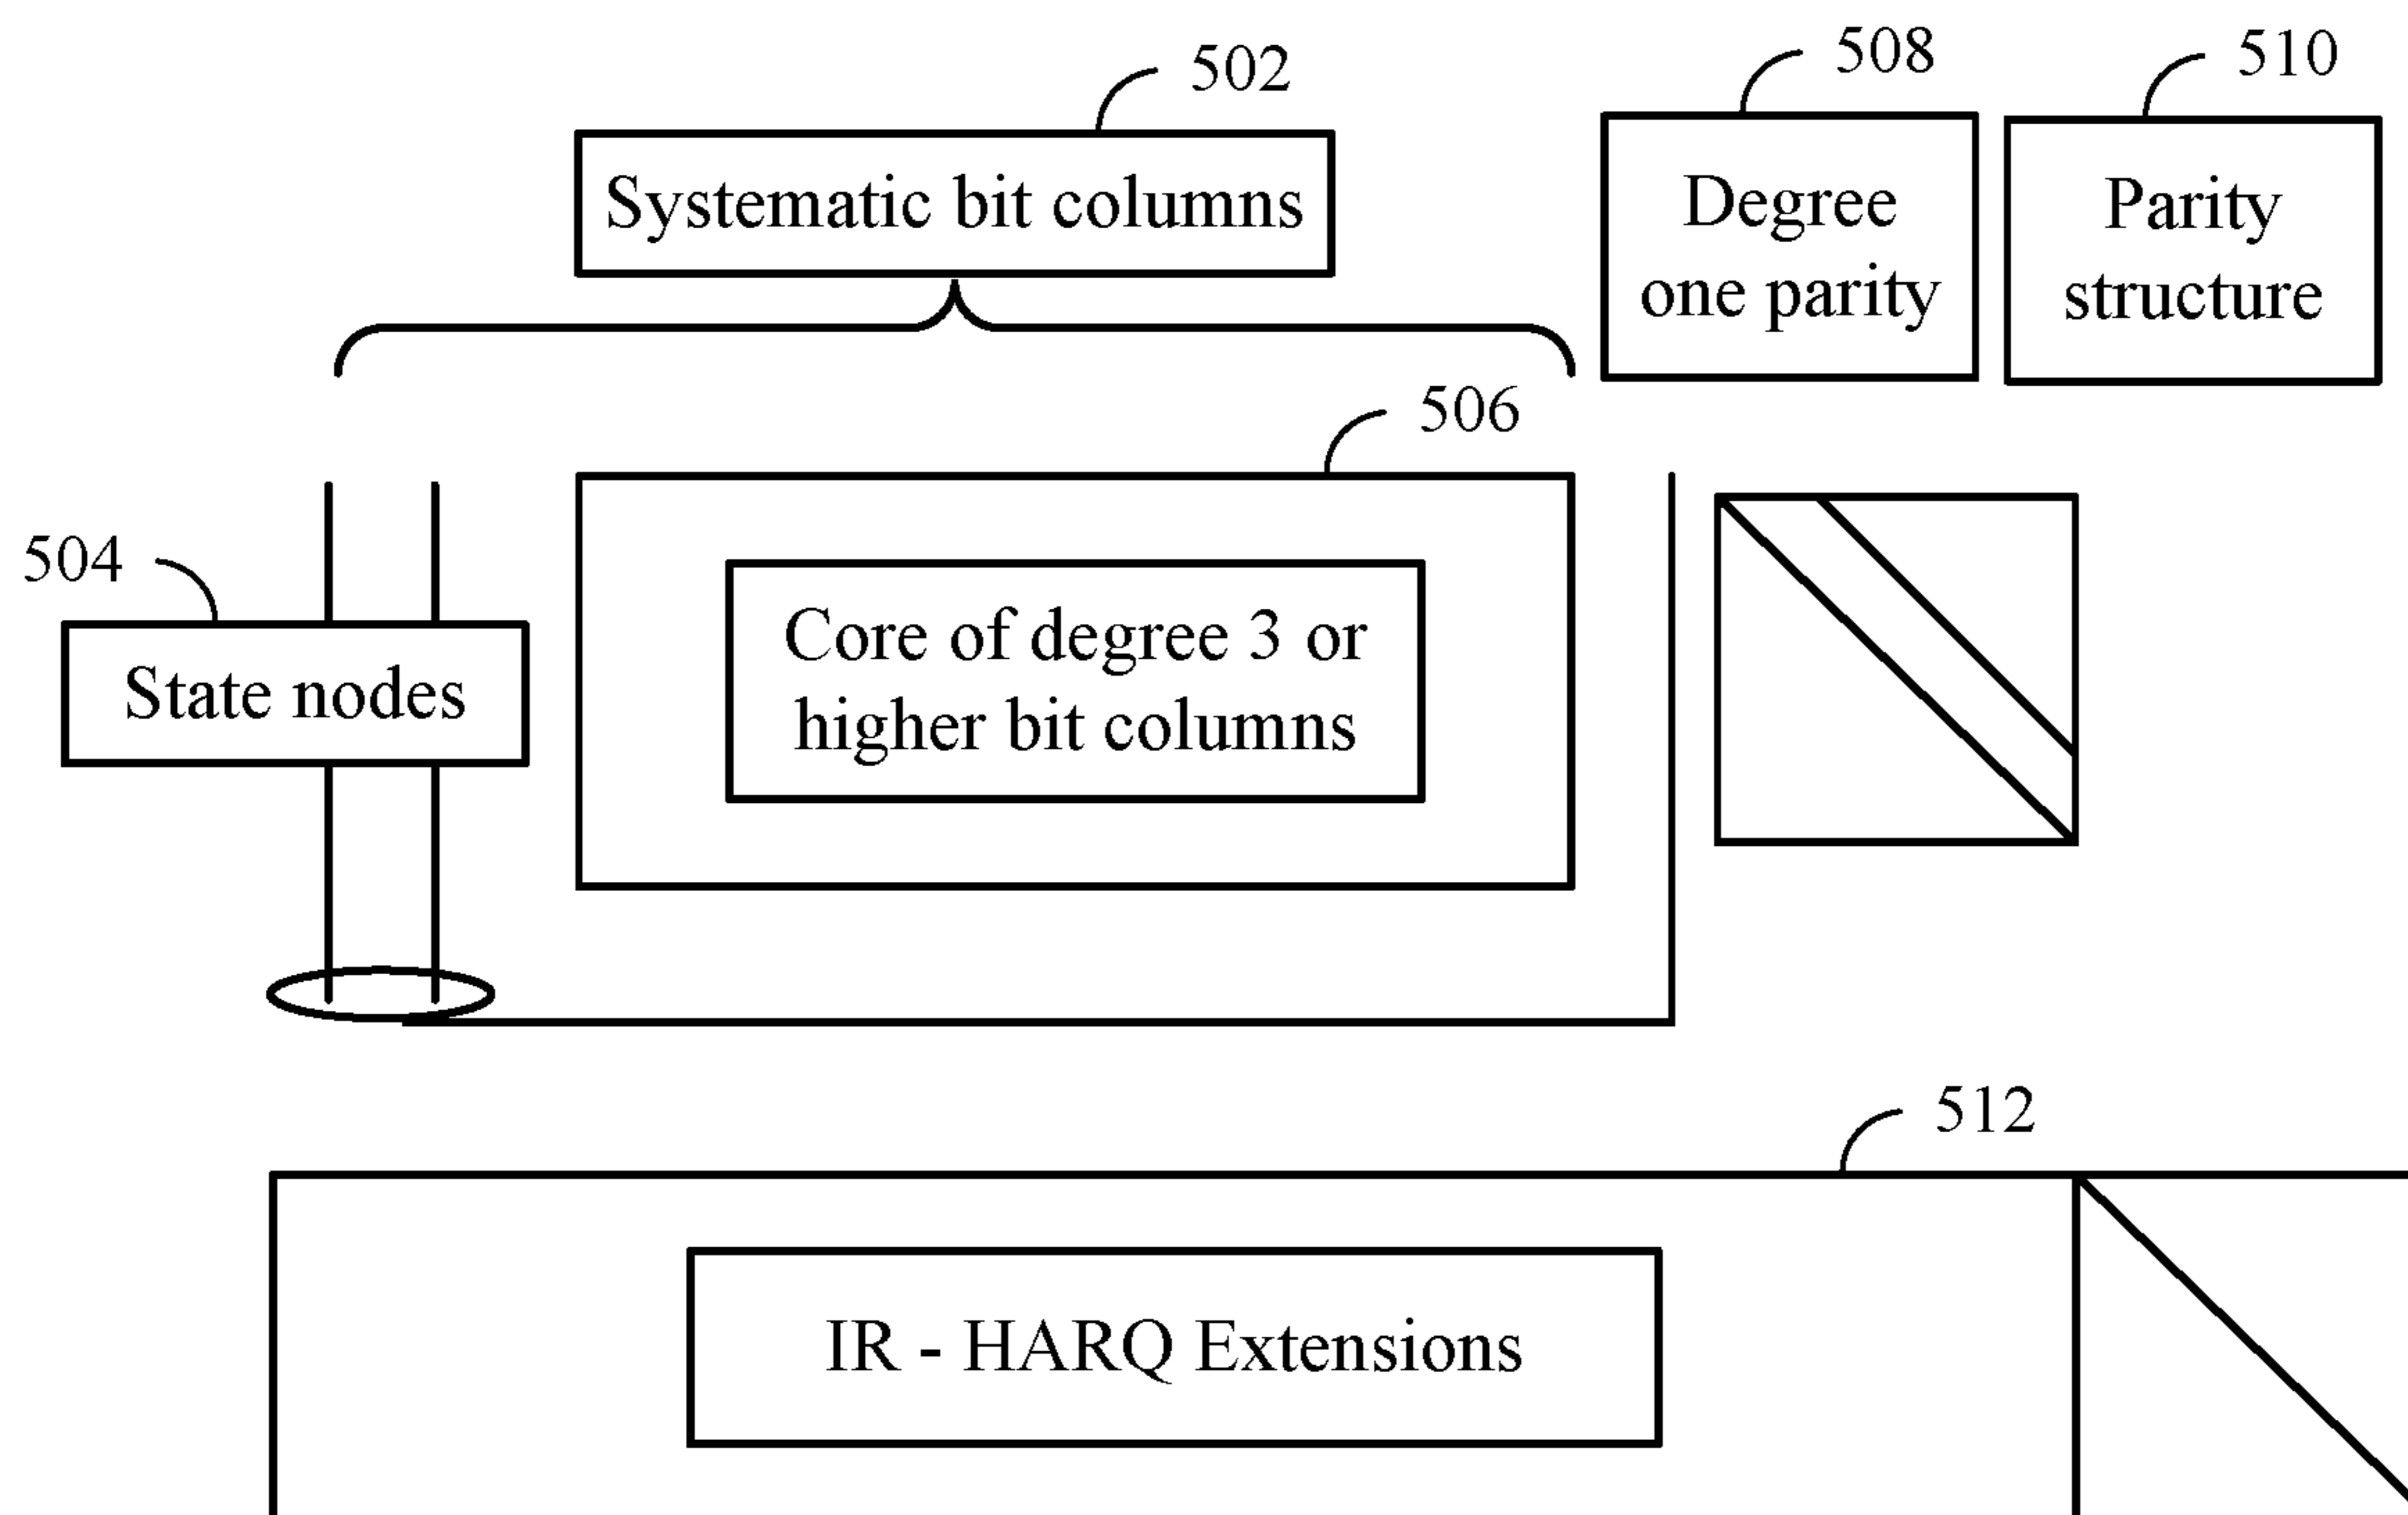 502
508
510
Systematic bit columns
Degree
one parity
Parity
structure
506
504
State nodes
Core of degree 3 or
higher bit columns
512
IR - HARQ Extensions